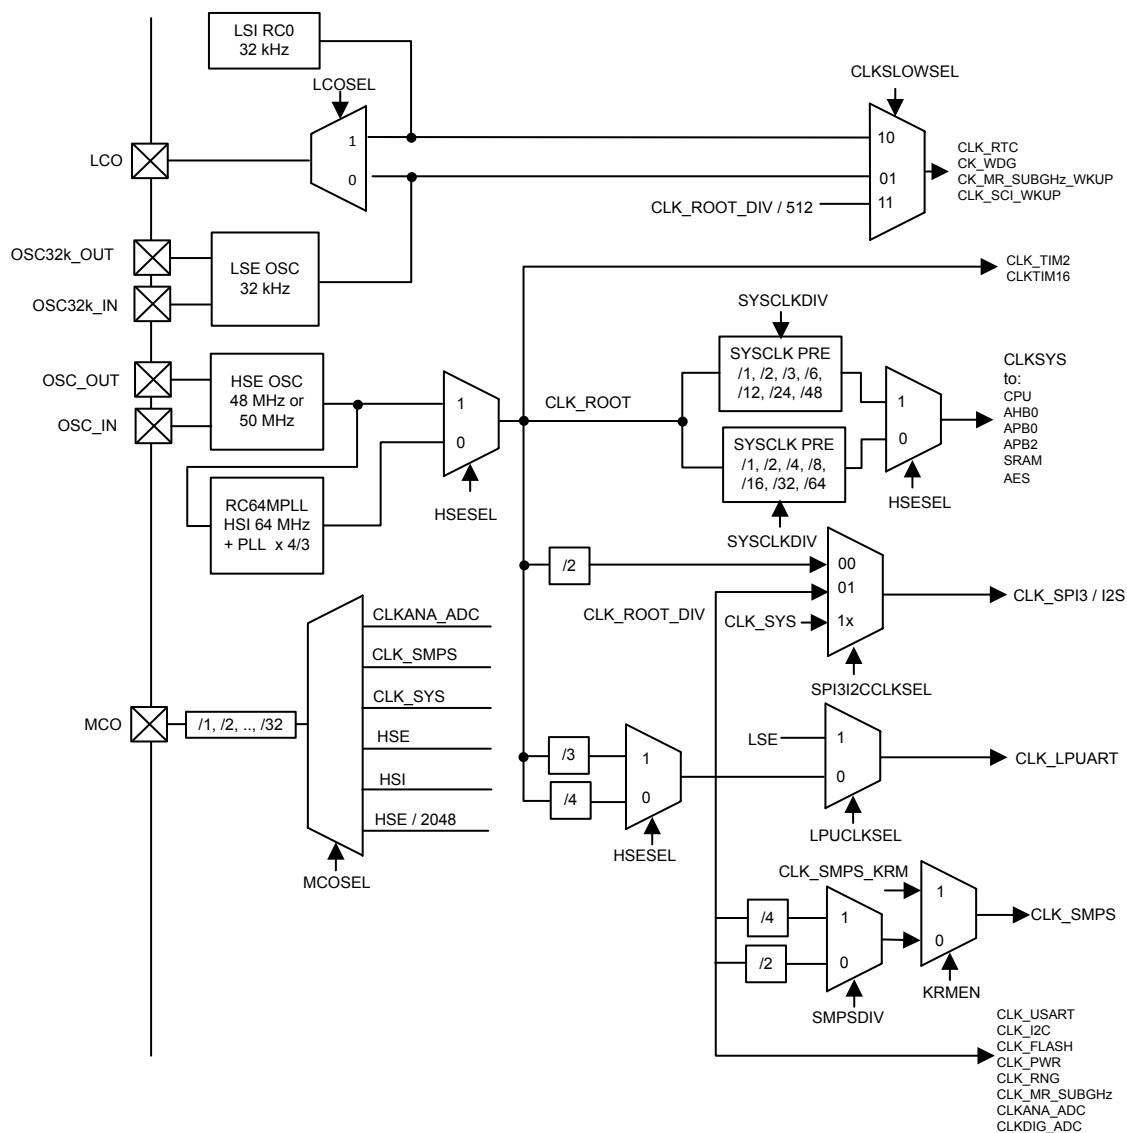 LSI RC0
32 kHz
LCOSEL
CLKSLOWSEL
1
0
10
01
11
LCO
CLK_RTC
CK_WDG
CK_MR_SUBGHz_WKUP
CLK_SCI_WKUP
CLK_ROOT_DIV / 512
OSC32k_OUT
OSC32k_IN
LSE OSC
32 kHz
CLK_TIM2
CLKTIM16
SYSCLKDIV
OSC_OUT
OSC_IN
HSE OSC
48 MHz or
50 MHz
1
0
HSESEL
CLK_ROOT
SYSCLK PRE
/1, /2, /3, /6,
/12, /24, /48
SYSCLK PRE
/1, /2, /4, /8,
/16, /32, /64
SYSCLKDIV
1
0
HSESEL
CLKSYS
to:
CPU
AHB0
APB0
APB2
SRAM
AES
RC64MPLL
HSI 64 MHz
+ PLL x 4/3
/2
00
01
1x
CLK_ROOT_DIV
CLK_SYS
CLK_SPI3 / I2S
SPI3I2CCLKSEL
MCO
/1, /2, .., /32
CLKANA_ADC
CLK_SMPS
CLK_SYS
HSE
HSI
HSE / 2048
MCOSEL
/3
/4
1
0
HSESEL
LSE
1
0
CLK_LPUART
LPUCLKSEL
CLK_SMPS_KRM
/4
/2
1
0
SMPSDIV
1
0
KRMEN
CLK_SMPS
CLK_USART
CLK_I2C
CLK_FLASH
CLK_PWR
CLK_RNG
CLK_MR_SUBGHz
CLKANA_ADC
CLKDIG_ADC